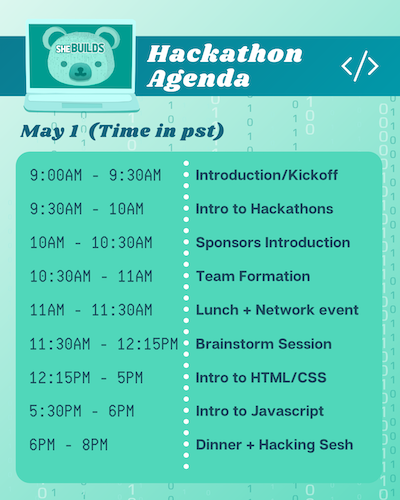 SHE BUILDS
Hackathon
Agenda
</>
May 1 (Time in pst)
9:00AM - 9:30AM Introduction/Kickoff
9:30AM - 10AM Intro to Hackathons
10AM - 10:30AM Sponsors Introduction
10:30AM - 11AM Team Formation
11AM - 11:30AM Lunch + Network event
11:30AM - 12:15PM Brainstorm Session
12:15PM - 5PM Intro to HTML/CSS
5:30PM - 6PM Intro to Javascript
6PM - 8PM Dinner + Hacking Sesh